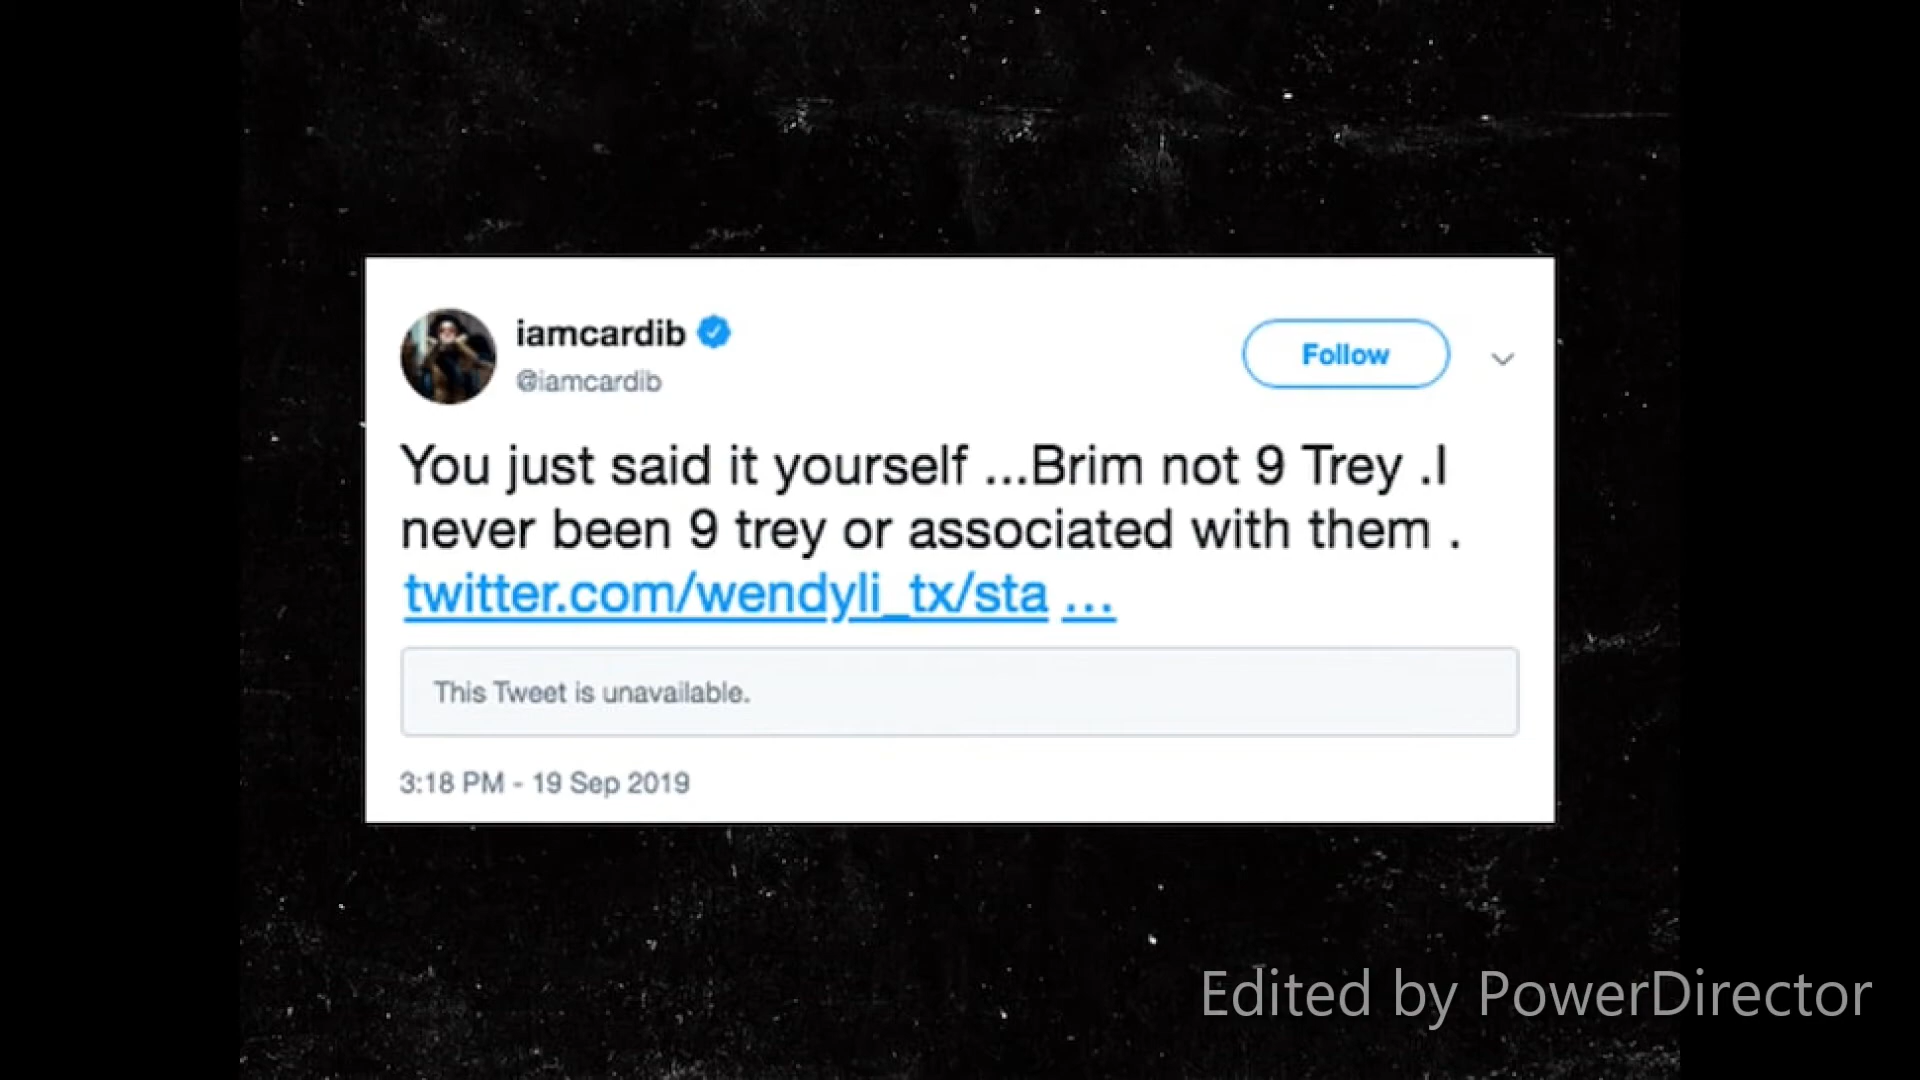 iamcardib
Follow
@iamcardib
You just said it yourself ...Brim not 9 Trey .I
never been 9 trey or associated with them .
twitter.com/wendyli_tx/sta ...
This Tweet is unavailable.
3:18 PM - 19 Sep 2019
Edited by PowerDirector